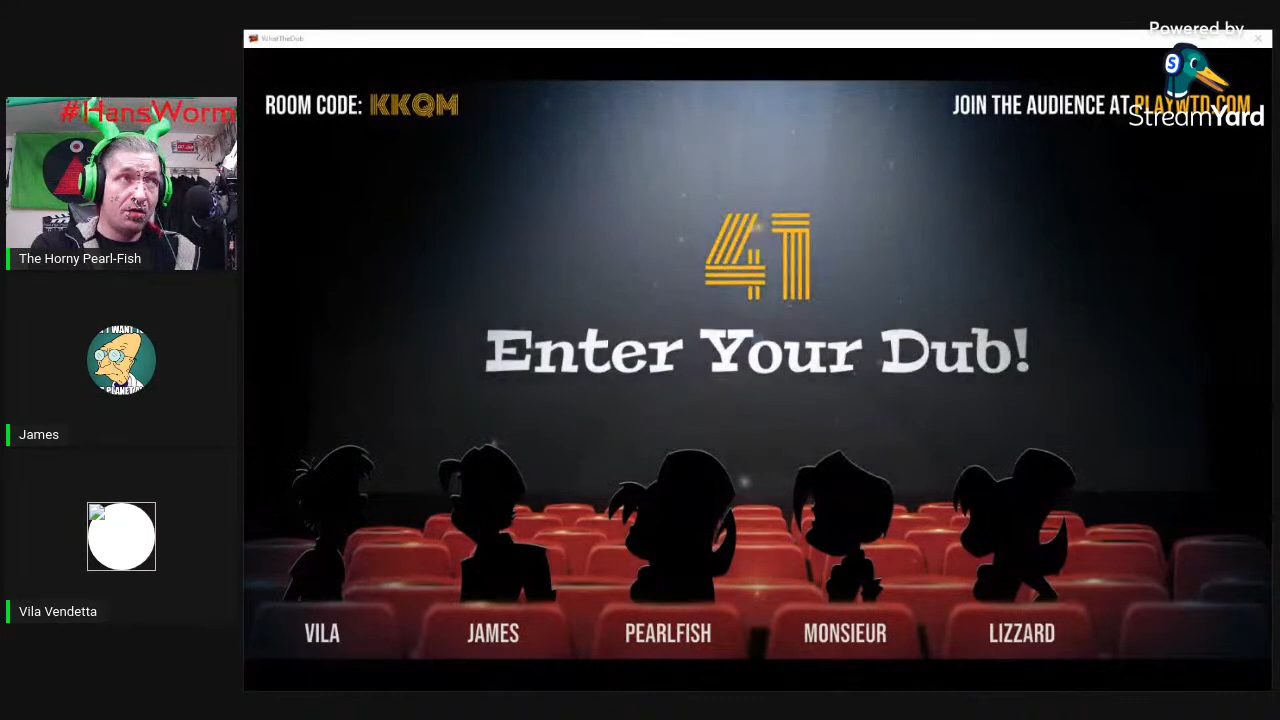 Powered by
StreamYard
WhatTheDub
ROOM CODE: KKQM
JOIN THE AUDIENCE AT PLAYWTD.COM
#HansWorm
The Horny Pearl-Fish
James
Vila Vendetta
41
Enter Your Dub!
VILA
JAMES
PEARLFISH
MONSIEUR
LIZZARD